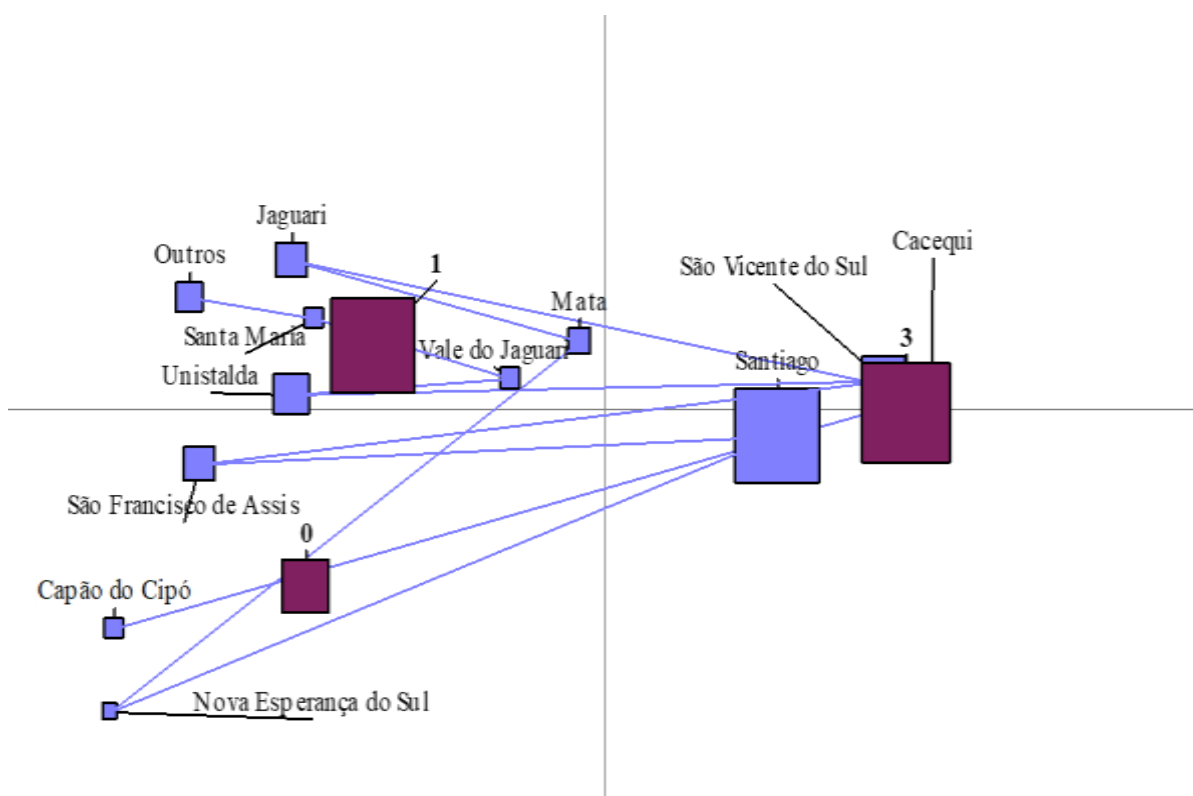 Jaguari
Outros
1
Cacequi
São Vicente do Sul
Mata
Santa Maria
3
Vale do Jaguari
Santiago
Unistalda
São Francisco de Assis
0
Capão do Cipó
Nova Esperança do Sul